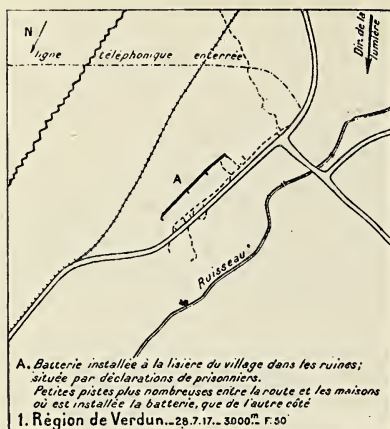 N
ligne téléphonique enterrée
Dir. de la
lumière
A
Ruisseau
A. Batterie installée à la lisière du village dans les ruines;
située par déclarations de prisonniers.
Petites pistes plus nombreuses entre la route et les maisons
où est installée la batterie, que de l'autre côté
1. Région de Verdun._28.7.17._3000.m F.50